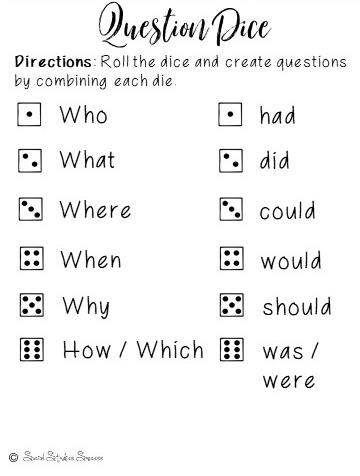 Question Dice
Directions: Roll the dice and create questions
by combining each die.
Who had
What did
Where could
When would
Why should
How / Which was /
were
©